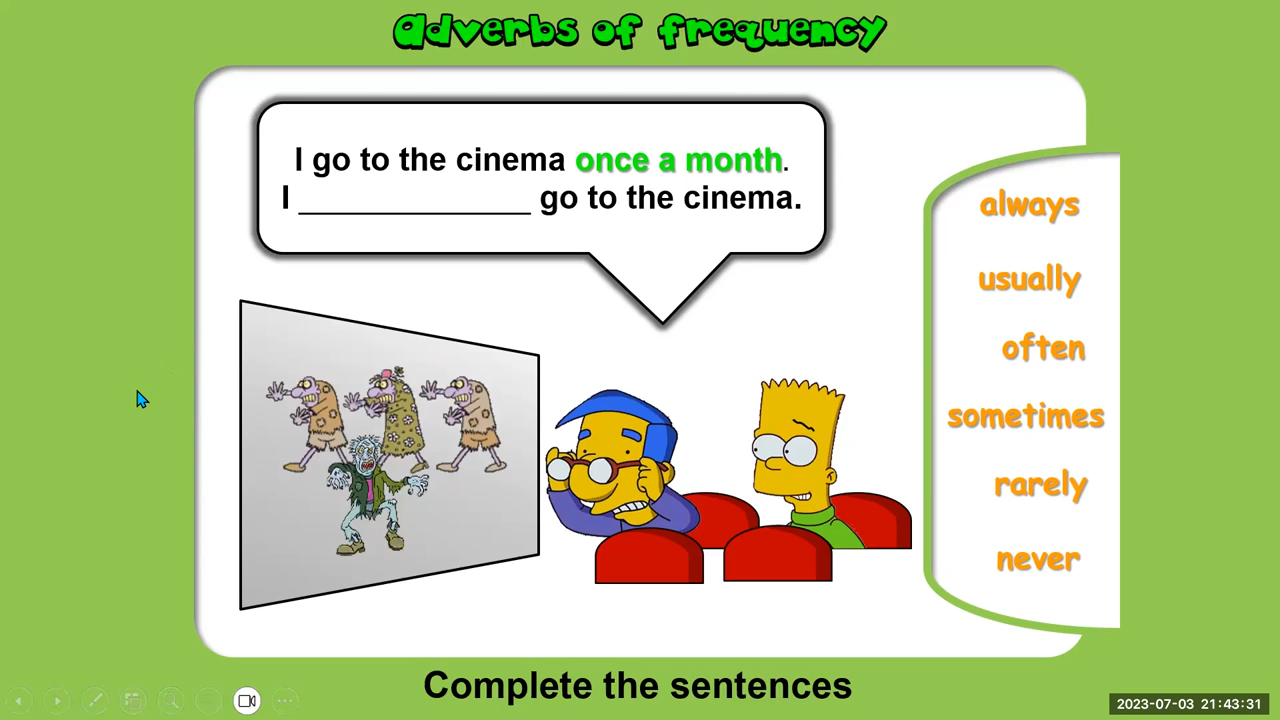 Adverbs of frequency
I go to the cinema once a month.
I _____________ go to the cinema.
always
usually
often
sometimes
rarely
never
Complete the sentences
2023-07-03 21:43:31